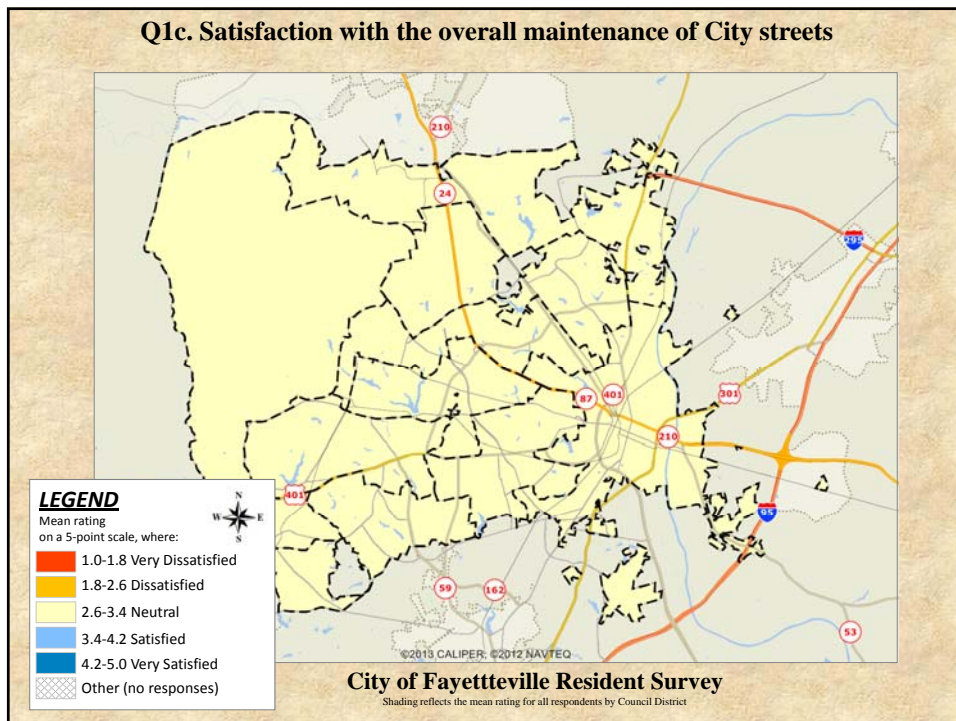 Q1c. Satisfaction with the overall maintenance of City streets
210
24
295
301
87
401
210
401
95
59
162
53
LEGEND
Mean rating
on a 5-point scale, where:
N
W E
S
1.0-1.8 Very Dissatisfied
1.8-2.6 Dissatisfied
2.6-3.4 Neutral
3.4-4.2 Satisfied
4.2-5.0 Very Satisfied
Other (no responses)
©2013 CALIPER; ©2012 NAVTEQ
City of Fayettteville Resident Survey
Shading reflects the mean rating for all respondents by Council District